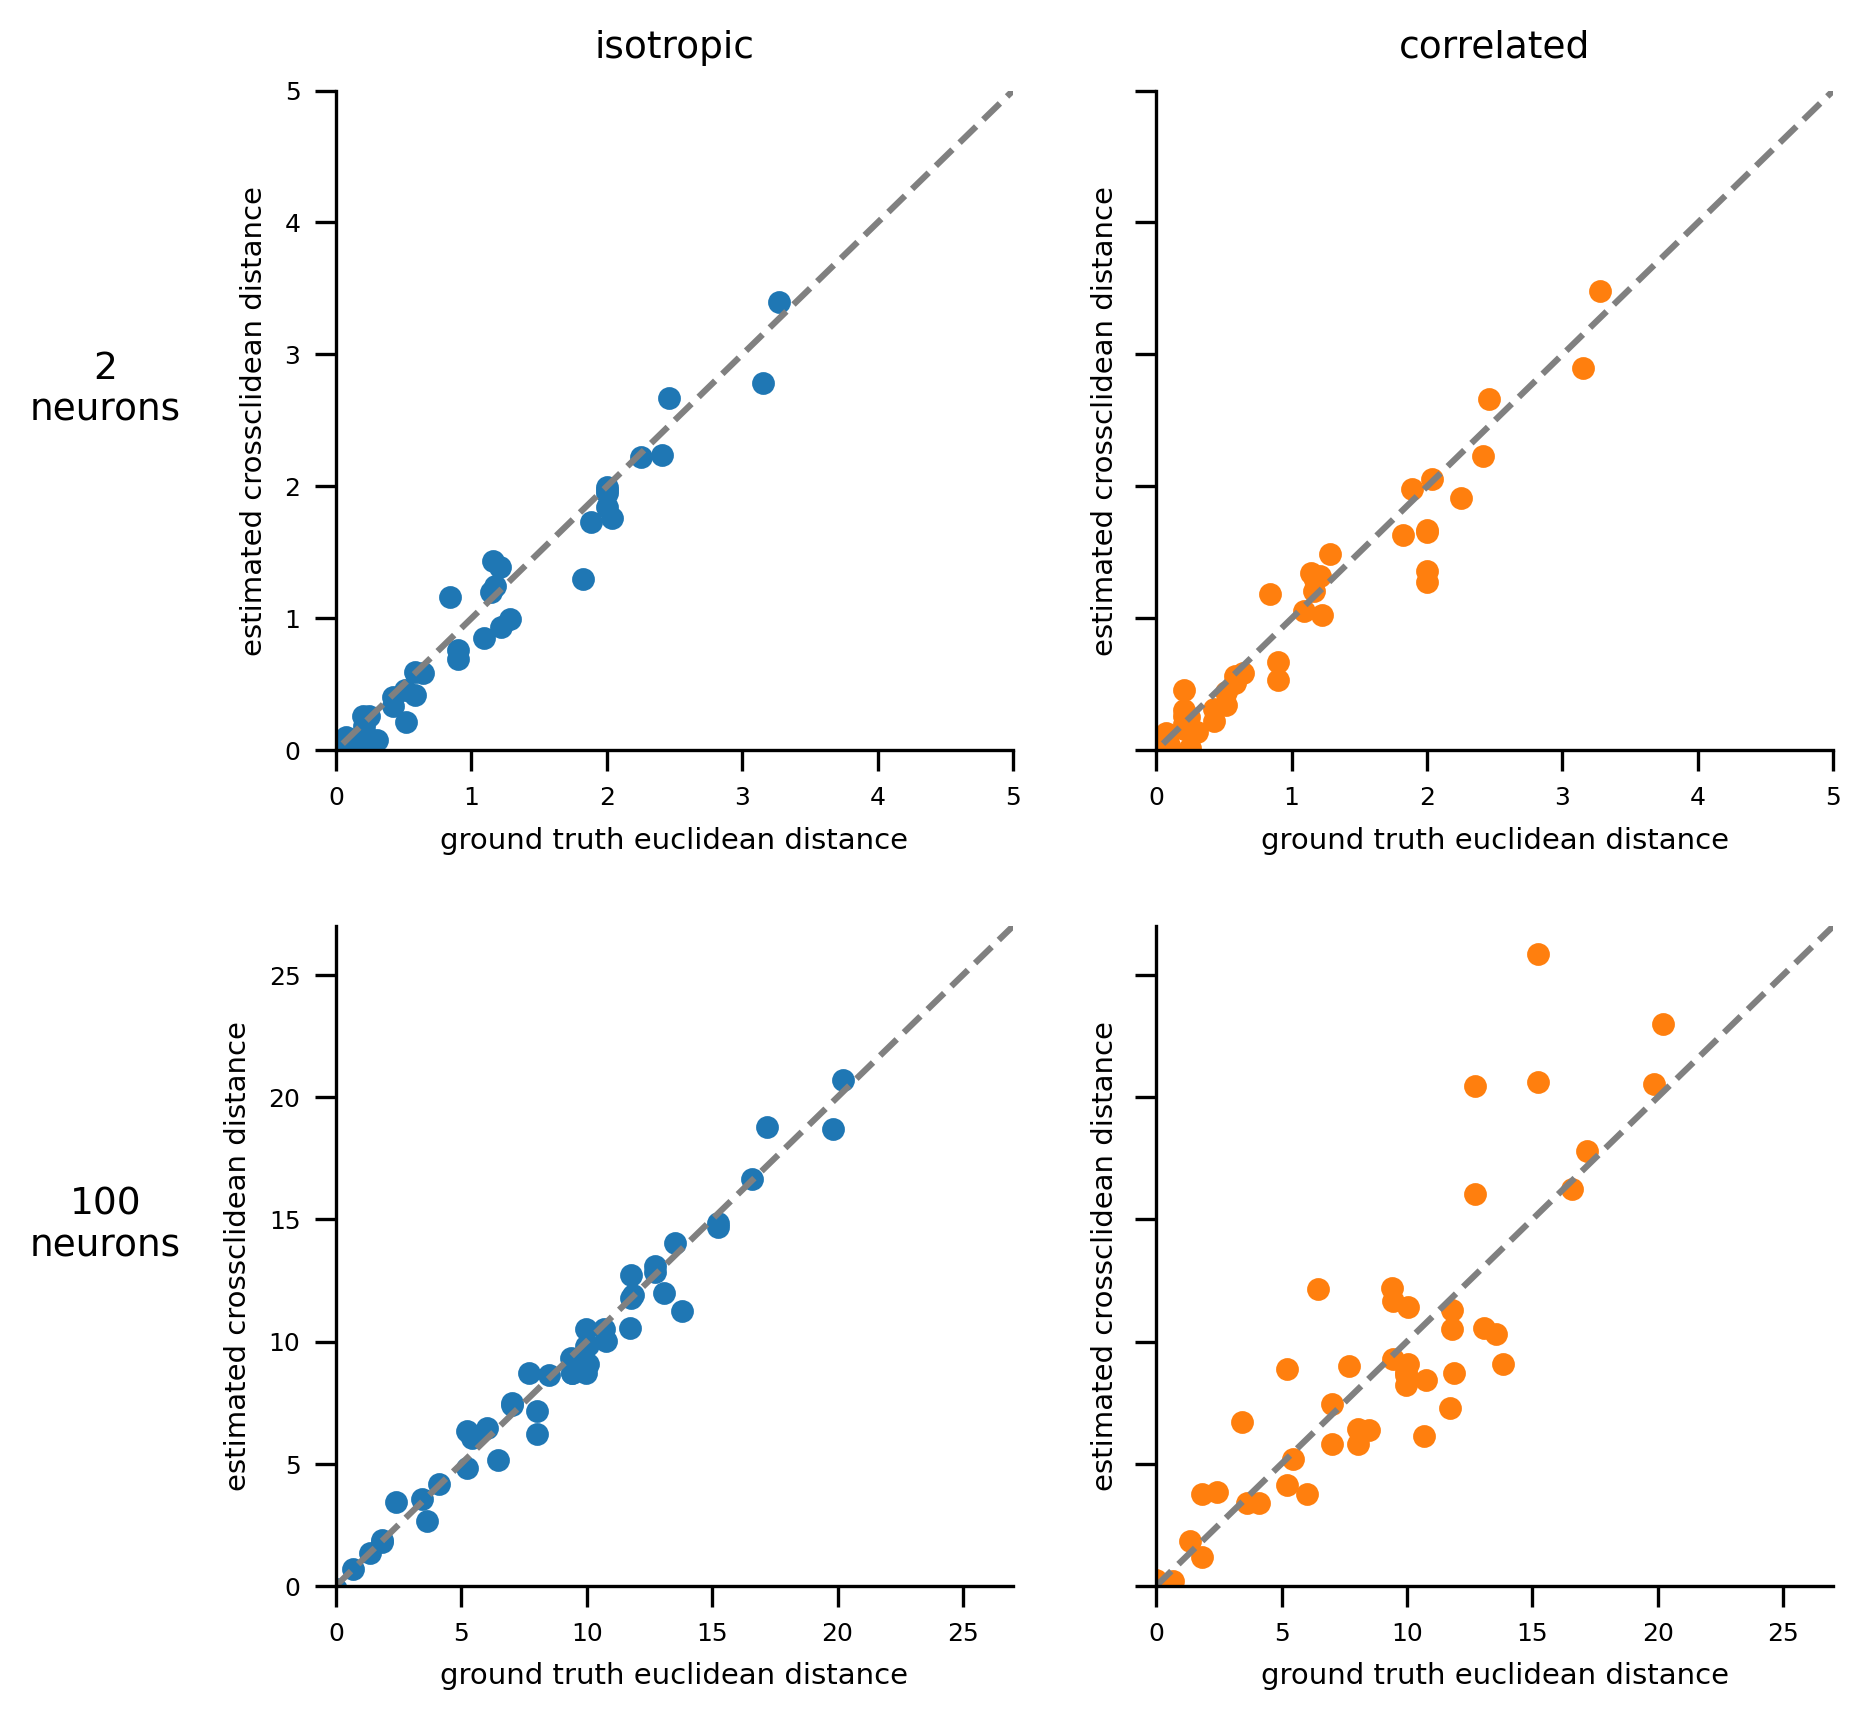 isotropic
correlated
2
neurons
estimated crossclidean distance
5
4
3
2
1
0
0 1 2 3 4 5
ground truth euclidean distance
estimated crossclidean distance
0 1 2 3 4 5
ground truth euclidean distance
100
neurons
estimated crossclidean distance
25
20
15
10
5
0
0 5 10 15 20 25
ground truth euclidean distance
estimated crossclidean distance
0 5 10 15 20 25
ground truth euclidean distance